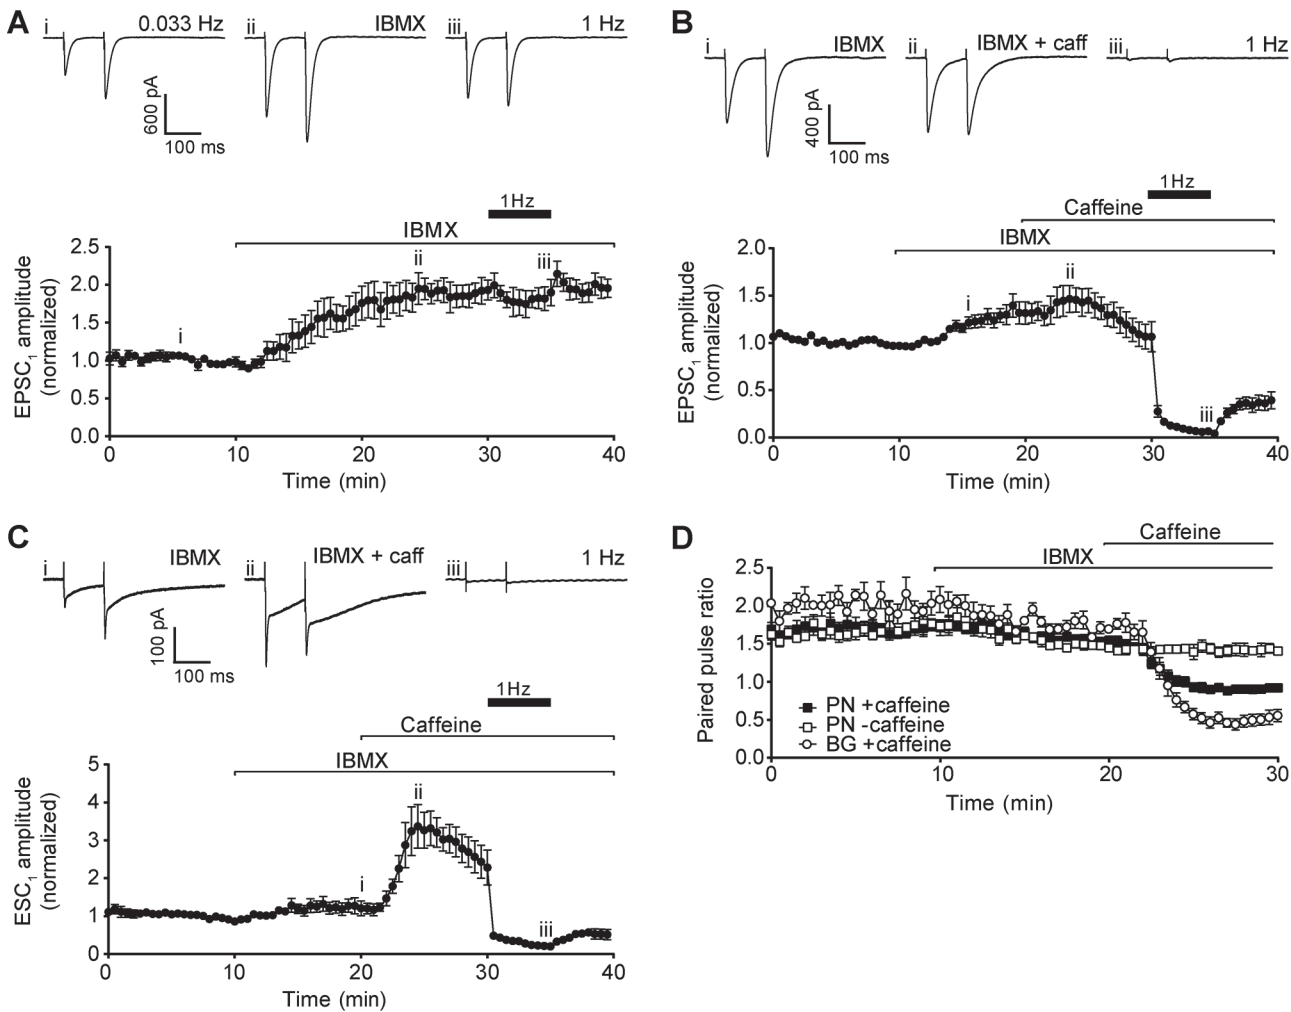 A
i
0.033 Hz
ii
IBMX
iii
1 Hz
600 pA
100 ms
1Hz
IBMX
i
ii
iii
EPSC1 amplitude
(normalized)
2.5
2.0
1.5
1.0
0.5
0.0
0 10 20 30 40
Time (min)
B
i
IBMX
ii
IBMX + caff
iii
1 Hz
400 pA
100 ms
1Hz
Caffeine
IBMX
i
ii
iii
EPSC1 amplitude
(normalized)
2.0
1.5
1.0
0.5
0.0
0 10 20 30 40
Time (min)
C
i
IBMX
ii
IBMX + caff
iii
1 Hz
100 pA
100 ms
1Hz
Caffeine
IBMX
i
ii
iii
ESC1 amplitude
(normalized)
5
4
3
2
1
0
0 10 20 30 40
Time (min)
D
Caffeine
IBMX
Paired pulse ratio
2.5
2.0
1.5
1.0
0.5
0.0
PN +caffeine
PN -caffeine
BG +caffeine
0 10 20 30
Time (min)